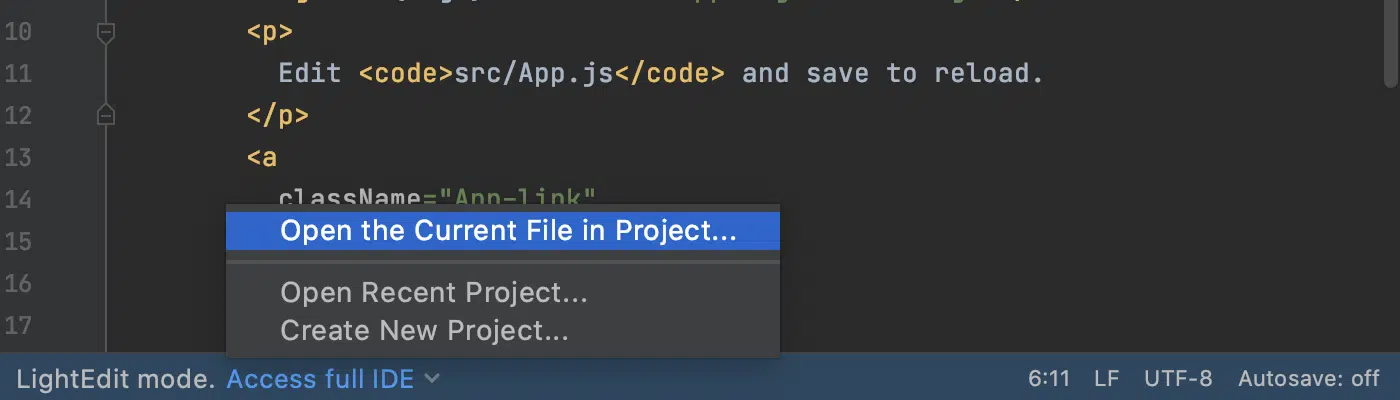 10 <p>
11 Edit <code>src/App.js</code> and save to reload.
12 </p>
13 <a
14 className="App-link"
Open the Current File in Project...
15
16 Open Recent Project...
17 Create New Project...
LightEdit mode. Access full IDE 6:11 LF UTF-8 Autosave: off